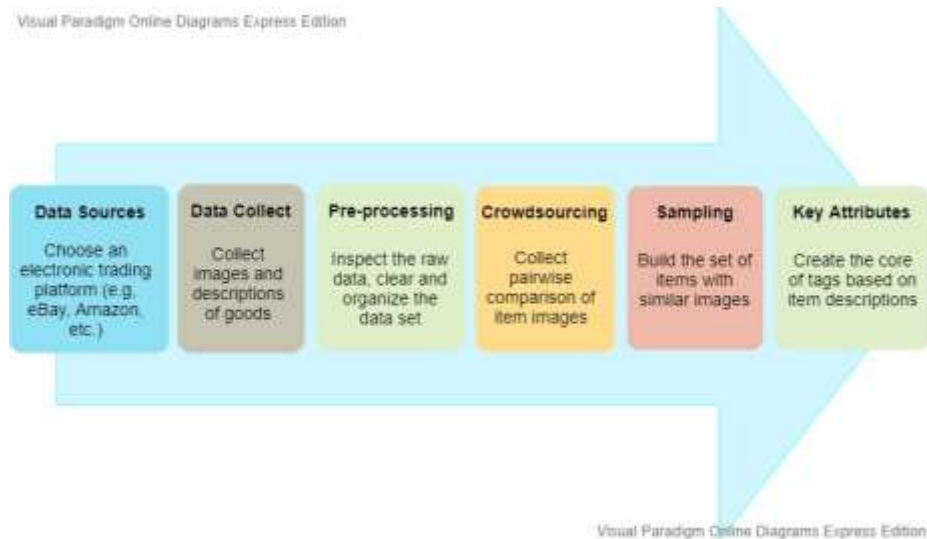 Visual Paradigm Online Diagrams Express Edition
Data Sources
Choose an
electronic trading
platform (e.g.
eBay, Amazon,
etc.)
Data Collect
Collect
images and
descriptions
of goods
Pre-processing
Inspect the raw
data, clear and
organize the
data set
Crowdsourcing
Collect
pairwise
comparison of
item images
Sampling
Build the set of
items with
similar images
Key Attributes
Create the core
of tags based on
item descriptions
Visual Paradigm Online Diagrams Express Edition